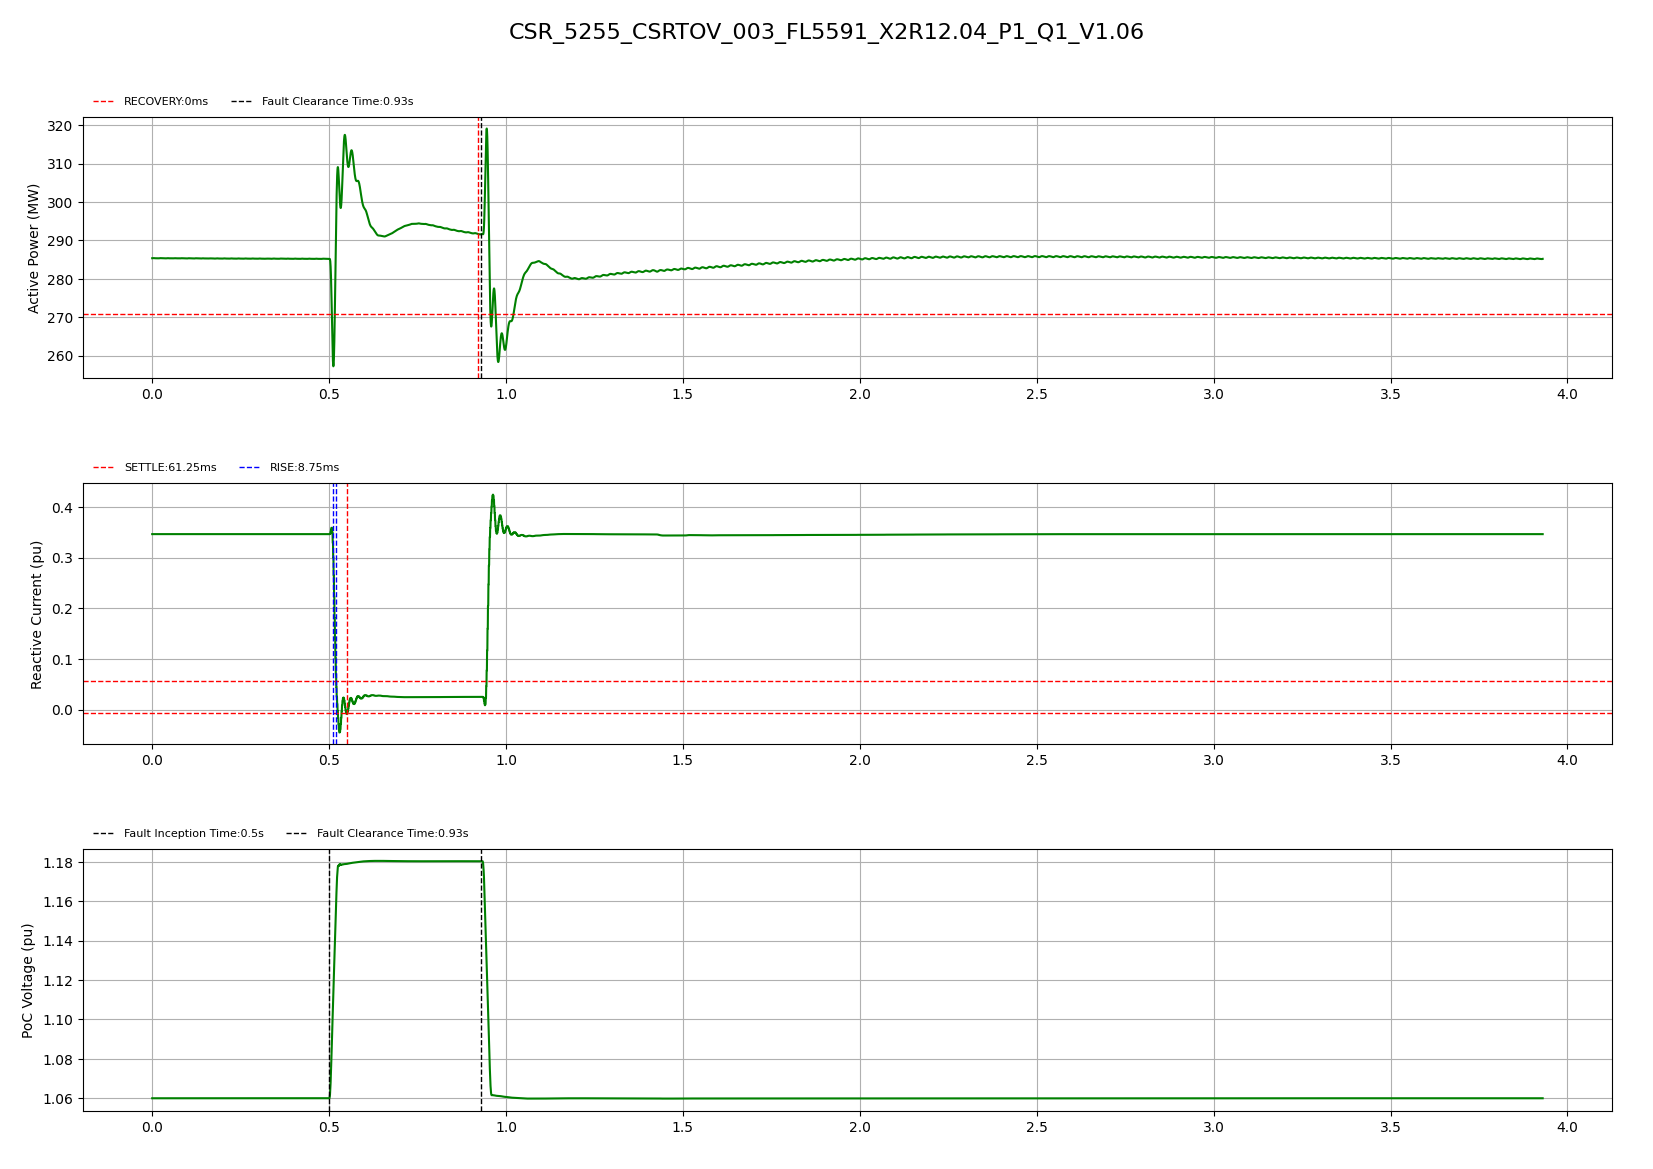 CSR_5255_CSRTOV_003_FL5591_X2R12.04_P1_Q1_V1.06
RECOVERY:0ms Fault Clearance Time:0.93s
Active Power (MW)
320
310
300
290
280
270
260
0.0 0.5 1.0 1.5 2.0 2.5 3.0 3.5 4.0
SETTLE:61.25ms RISE:8.75ms
Reactive Current (pu)
0.4
0.3
0.2
0.1
0.0
0.0 0.5 1.0 1.5 2.0 2.5 3.0 3.5 4.0
Fault Inception Time:0.5s Fault Clearance Time:0.93s
PoC Voltage (pu)
1.18
1.16
1.14
1.12
1.10
1.08
1.06
0.0 0.5 1.0 1.5 2.0 2.5 3.0 3.5 4.0